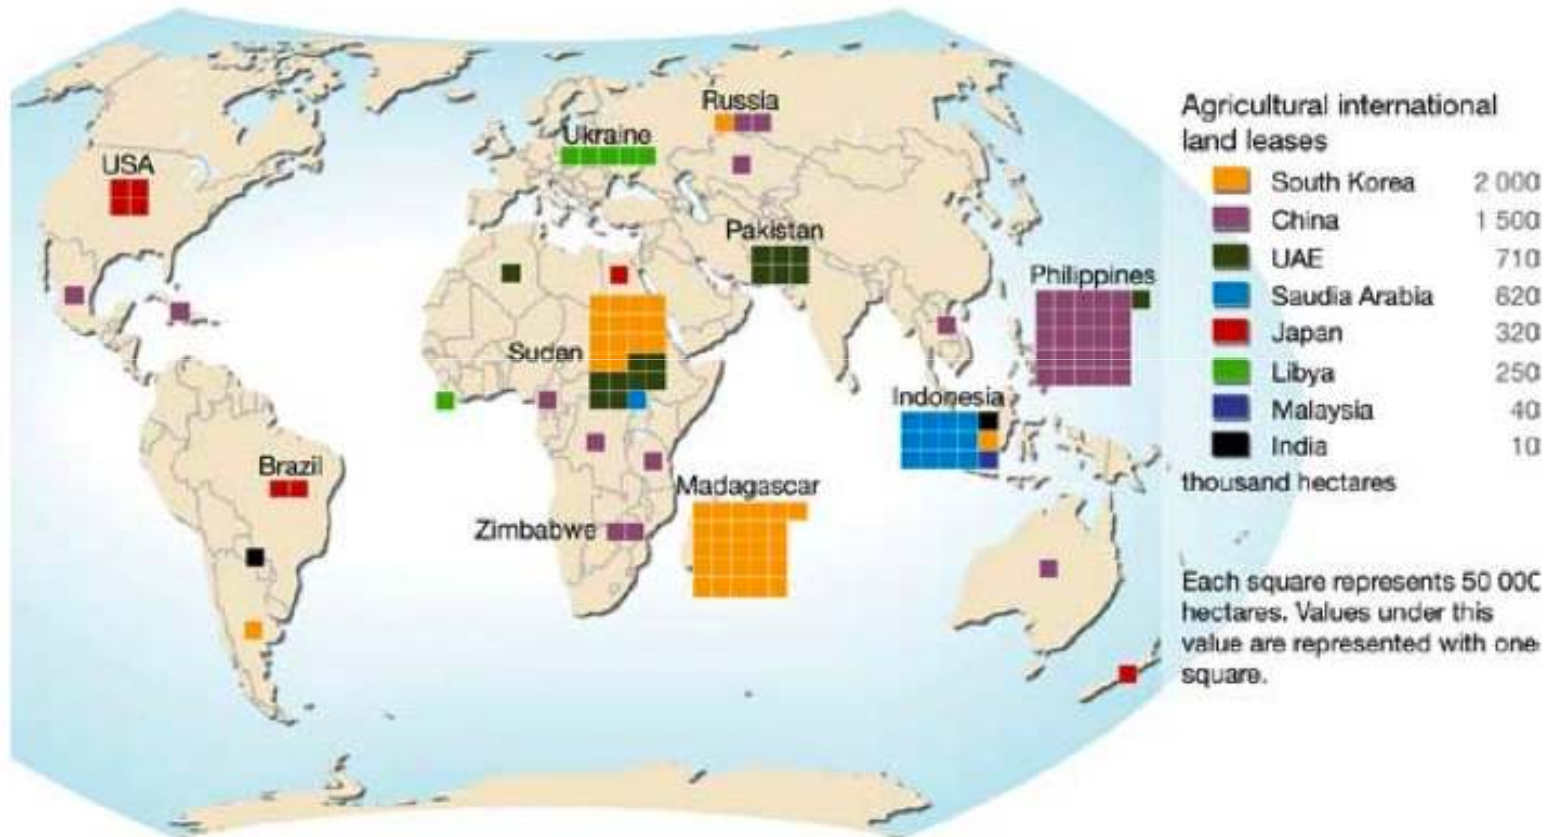 Russia
Ukraine
USA
Pakistan
Philippines
Sudan
Indonesia
Brazil
Madagascar
Zimbabwe
Agricultural international
land leases
South Korea 2 000
China 1 500
UAE 710
Saudia Arabia 620
Japan 320
Libya 250
Malaysia 40
India 10
thousand hectares
Each square represents 50 000
hectares. Values under this
value are represented with one
square.